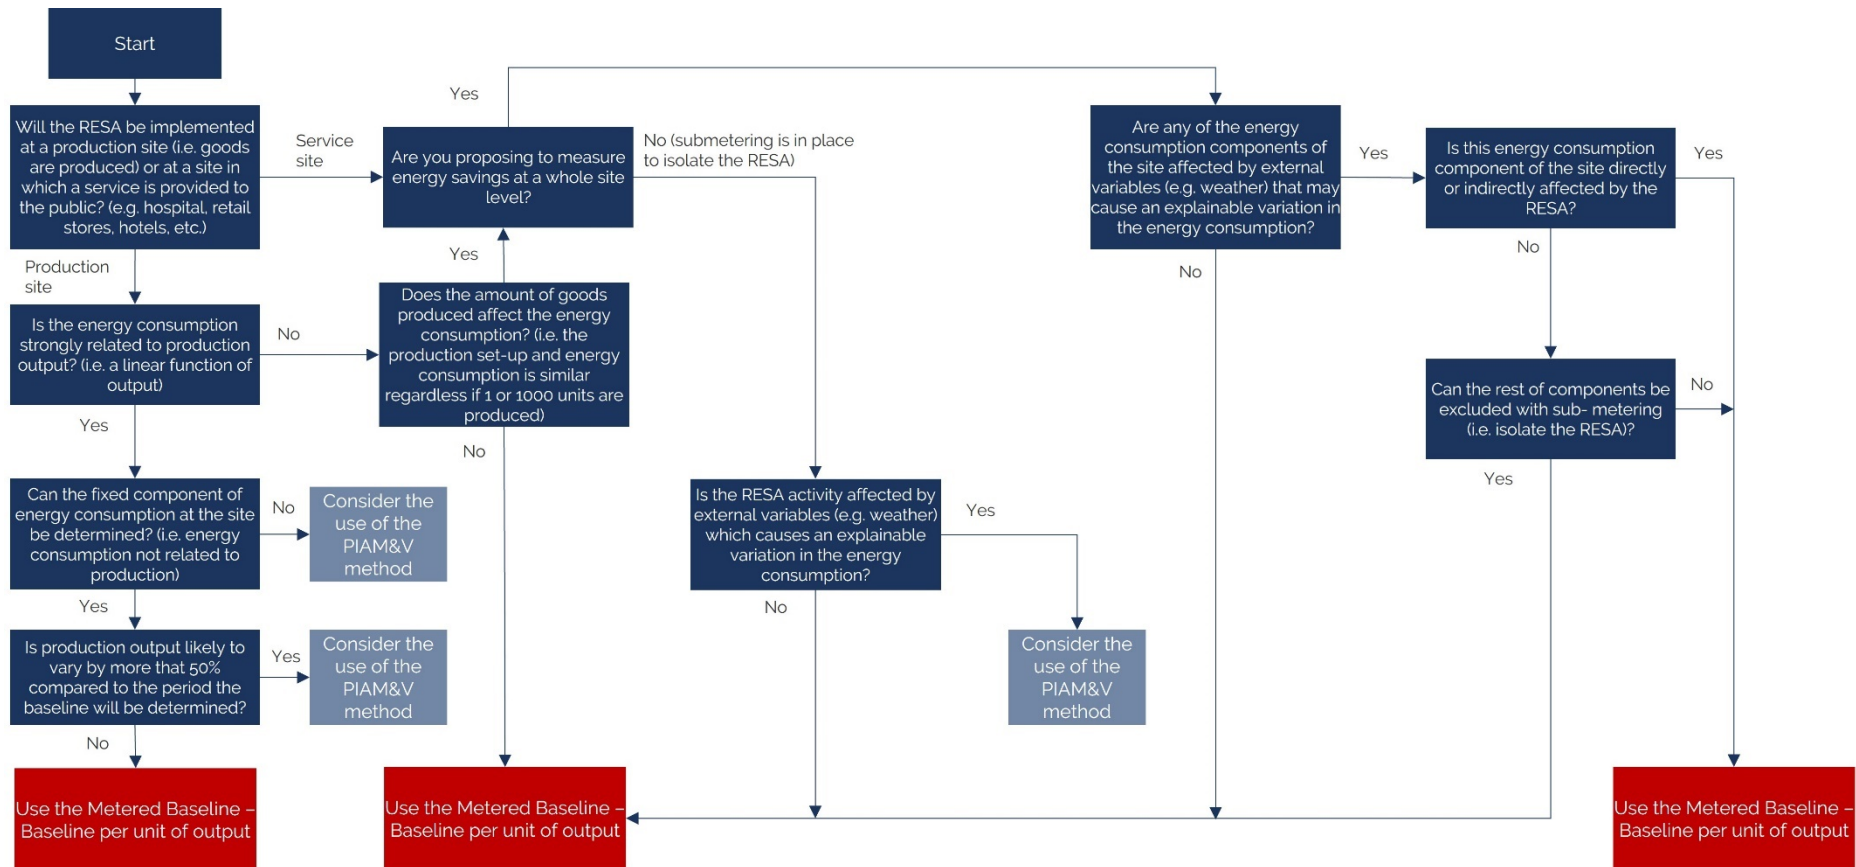 Start
Will the RESA be implemented
at a production site (i.e. goods
are produced) or at a site in
which a service is provided to
the public? (e.g. hospital, retail
stores, hotels, etc.)
Service
site
Production
site
Is the energy consumption
strongly related to production
output? (i.e. a linear function of
output)
No
Yes
Can the fixed component of
energy consumption at the site
be determined? (i.e. energy
consumption not related to
production)
No
Consider the
use of the
PIAM&V
method
Yes
Is production output likely to
vary by more that 50%
compared to the period the
baseline will be determined?
Yes
Consider the
use of the
PIAM&V
method
No
Use the Metered Baseline –
Baseline per unit of output
Yes
Are you proposing to measure
energy savings at a whole site
level?
No (submetering is in place
to isolate the RESA)
Yes
Does the amount of goods
produced affect the energy
consumption? (i.e. the
production set-up and energy
consumption is similar
regardless if 1 or 1000 units are
produced)
No
Use the Metered Baseline –
Baseline per unit of output
Is the RESA activity affected by
external variables (e.g. weather)
which causes an explainable
variation in the energy
consumption?
Yes
No
Consider the
use of the
PIAM&V
method
Are any of the energy
consumption components of
the site affected by external
variables (e.g. weather) that may
cause an explainable variation in
the energy consumption?
Yes
No
Is this energy consumption
component of the site directly
or indirectly affected by the
RESA?
Yes
No
Can the rest of components be
excluded with sub- metering
(i.e. isolate the RESA)?
No
Yes
Use the Metered Baseline –
Baseline per unit of output